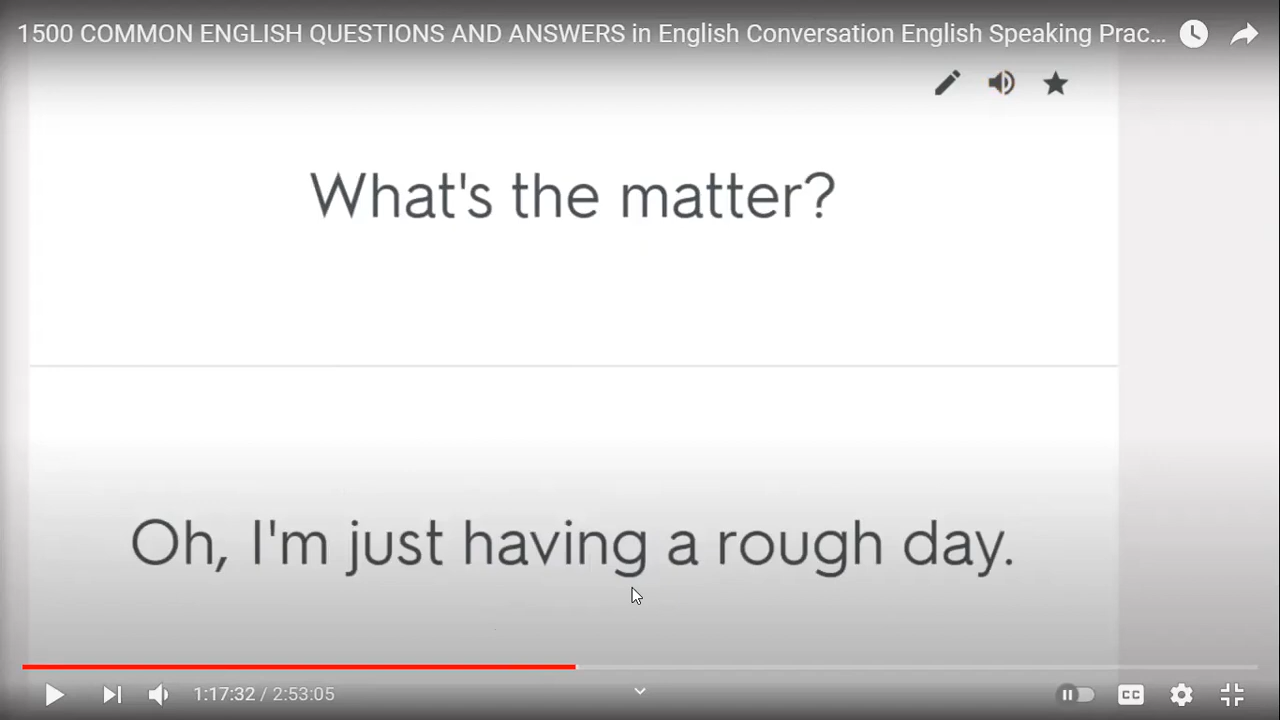 1500 COMMON ENGLISH QUESTIONS AND ANSWERS in English Conversation English Speaking Prac...
What's the matter?
Oh, I'm just having a rough day.
1:17:32 / 2:53:05
CC